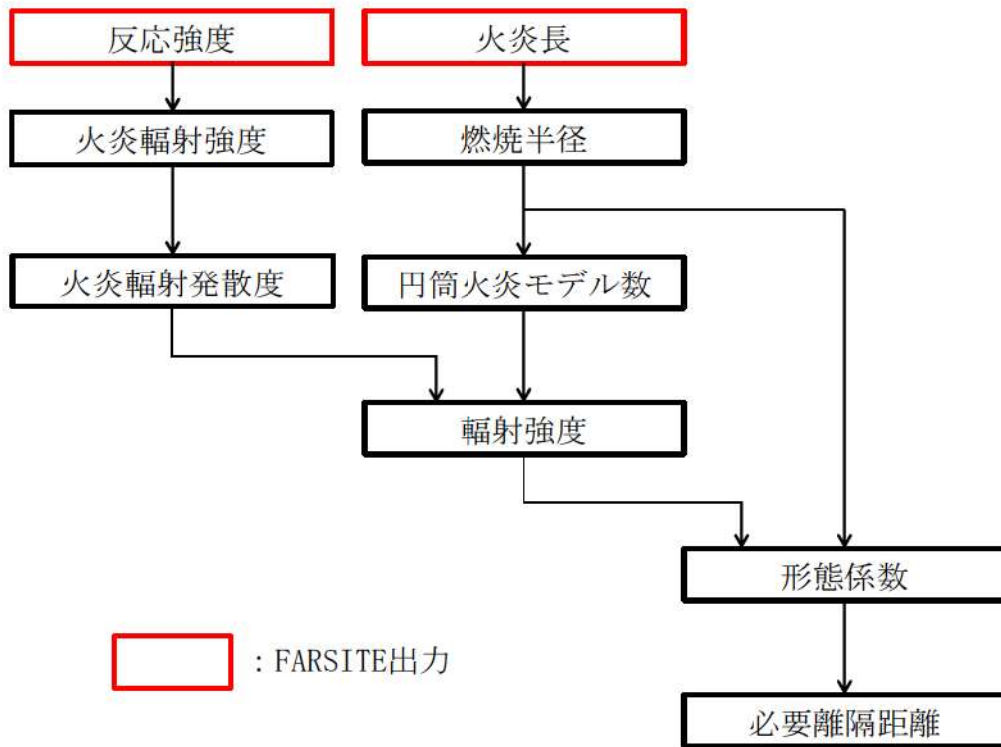 反応強度
火炎長
火炎輻射強度
燃焼半径
火炎輻射発散度
円筒火炎モデル数
輻射強度
形態係数
：FARSITE出力
必要離隔距離